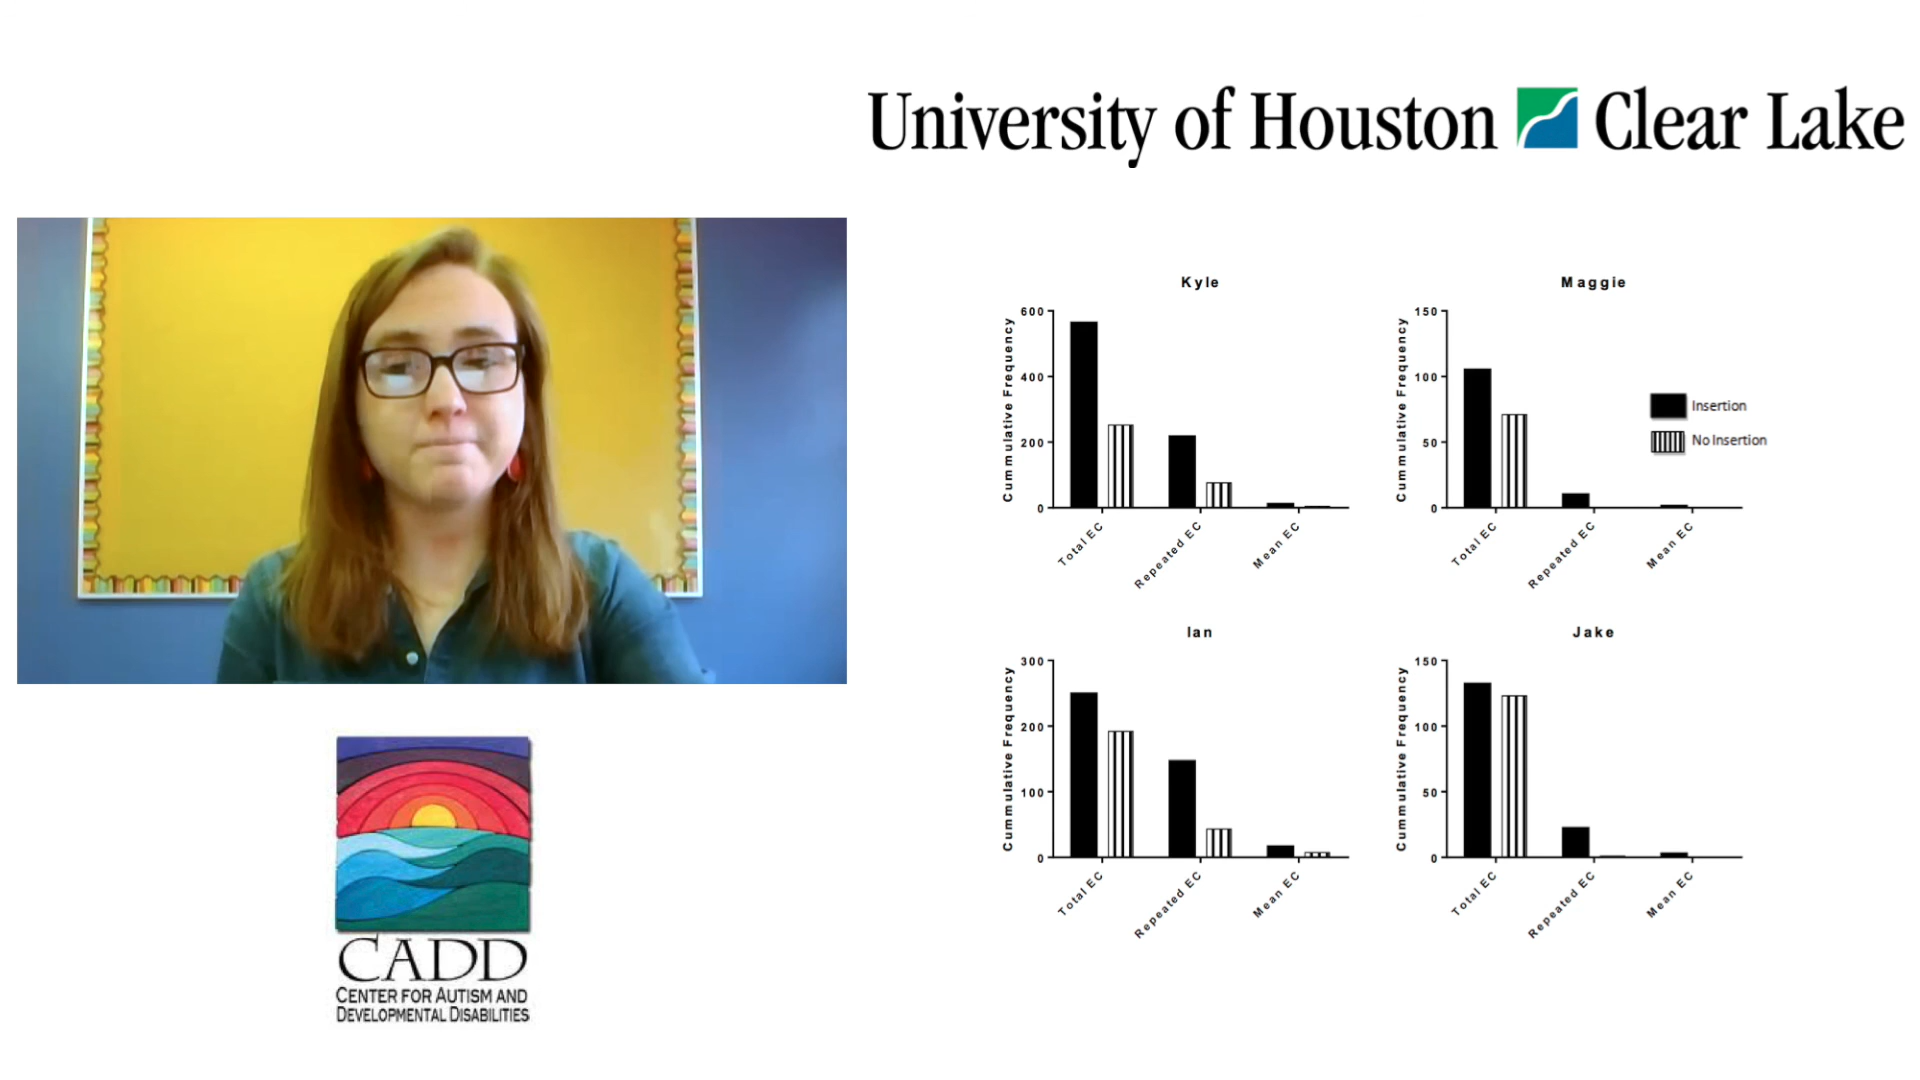 University of Houston Clear Lake
Kyle
Cummulative Frequency
600
400
200
0
Total EC
Repeated EC
Mean EC
Maggie
Cummulative Frequency
150
100
50
0
Total EC
Repeated EC
Mean EC
Insertion
No Insertion
Ian
Cummulative Frequency
300
200
100
0
Total EC
Repeated EC
Mean EC
Jake
Cummulative Frequency
150
100
50
0
Total EC
Repeated EC
Mean EC
CADD
CENTER FOR AUTISM AND
DEVELOPMENTAL DISABILITIES